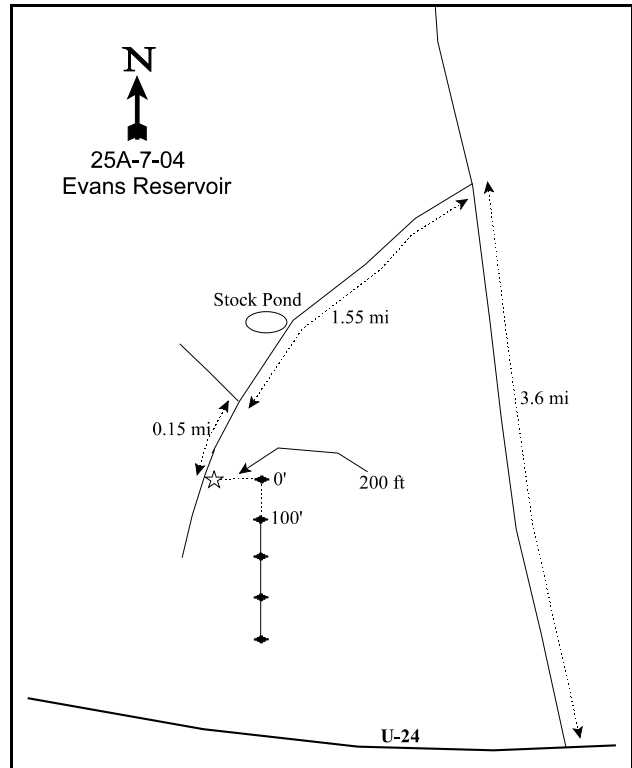 N
25A-7-04
Evans Reservoir
Stock Pond
1.55 mi
3.6 mi
0.15 mi
0'
200 ft
100'
U-24